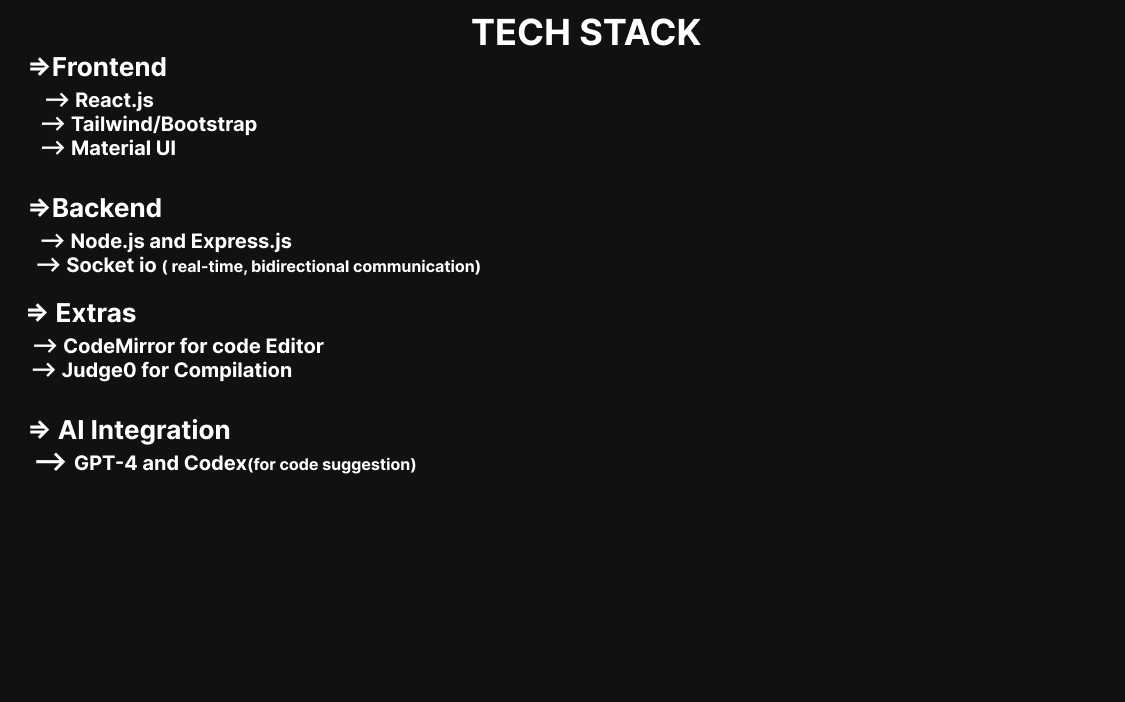 TECH STACK
⇒Frontend
→ React.js
→ Tailwind/Bootstrap
→ Material UI
⇒Backend
→ Node.js and Express.js
→ Socket io ( real-time, bidirectional communication)
⇒ Extras
→ CodeMirror for code Editor
→ Judge0 for Compilation
⇒ AI Integration
→ GPT-4 and Codex(for code suggestion)